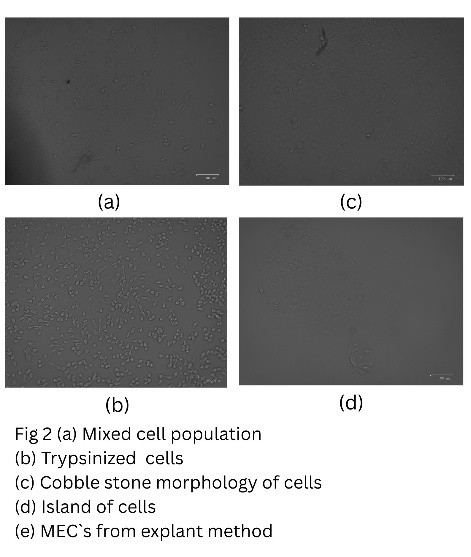 (a)
(c)
(b)
(d)
Fig 2 (a) Mixed cell population
(b) Trypsinized cells
(c) Cobble stone morphology of cells
(d) Island of cells
(e) MEC`s from explant method